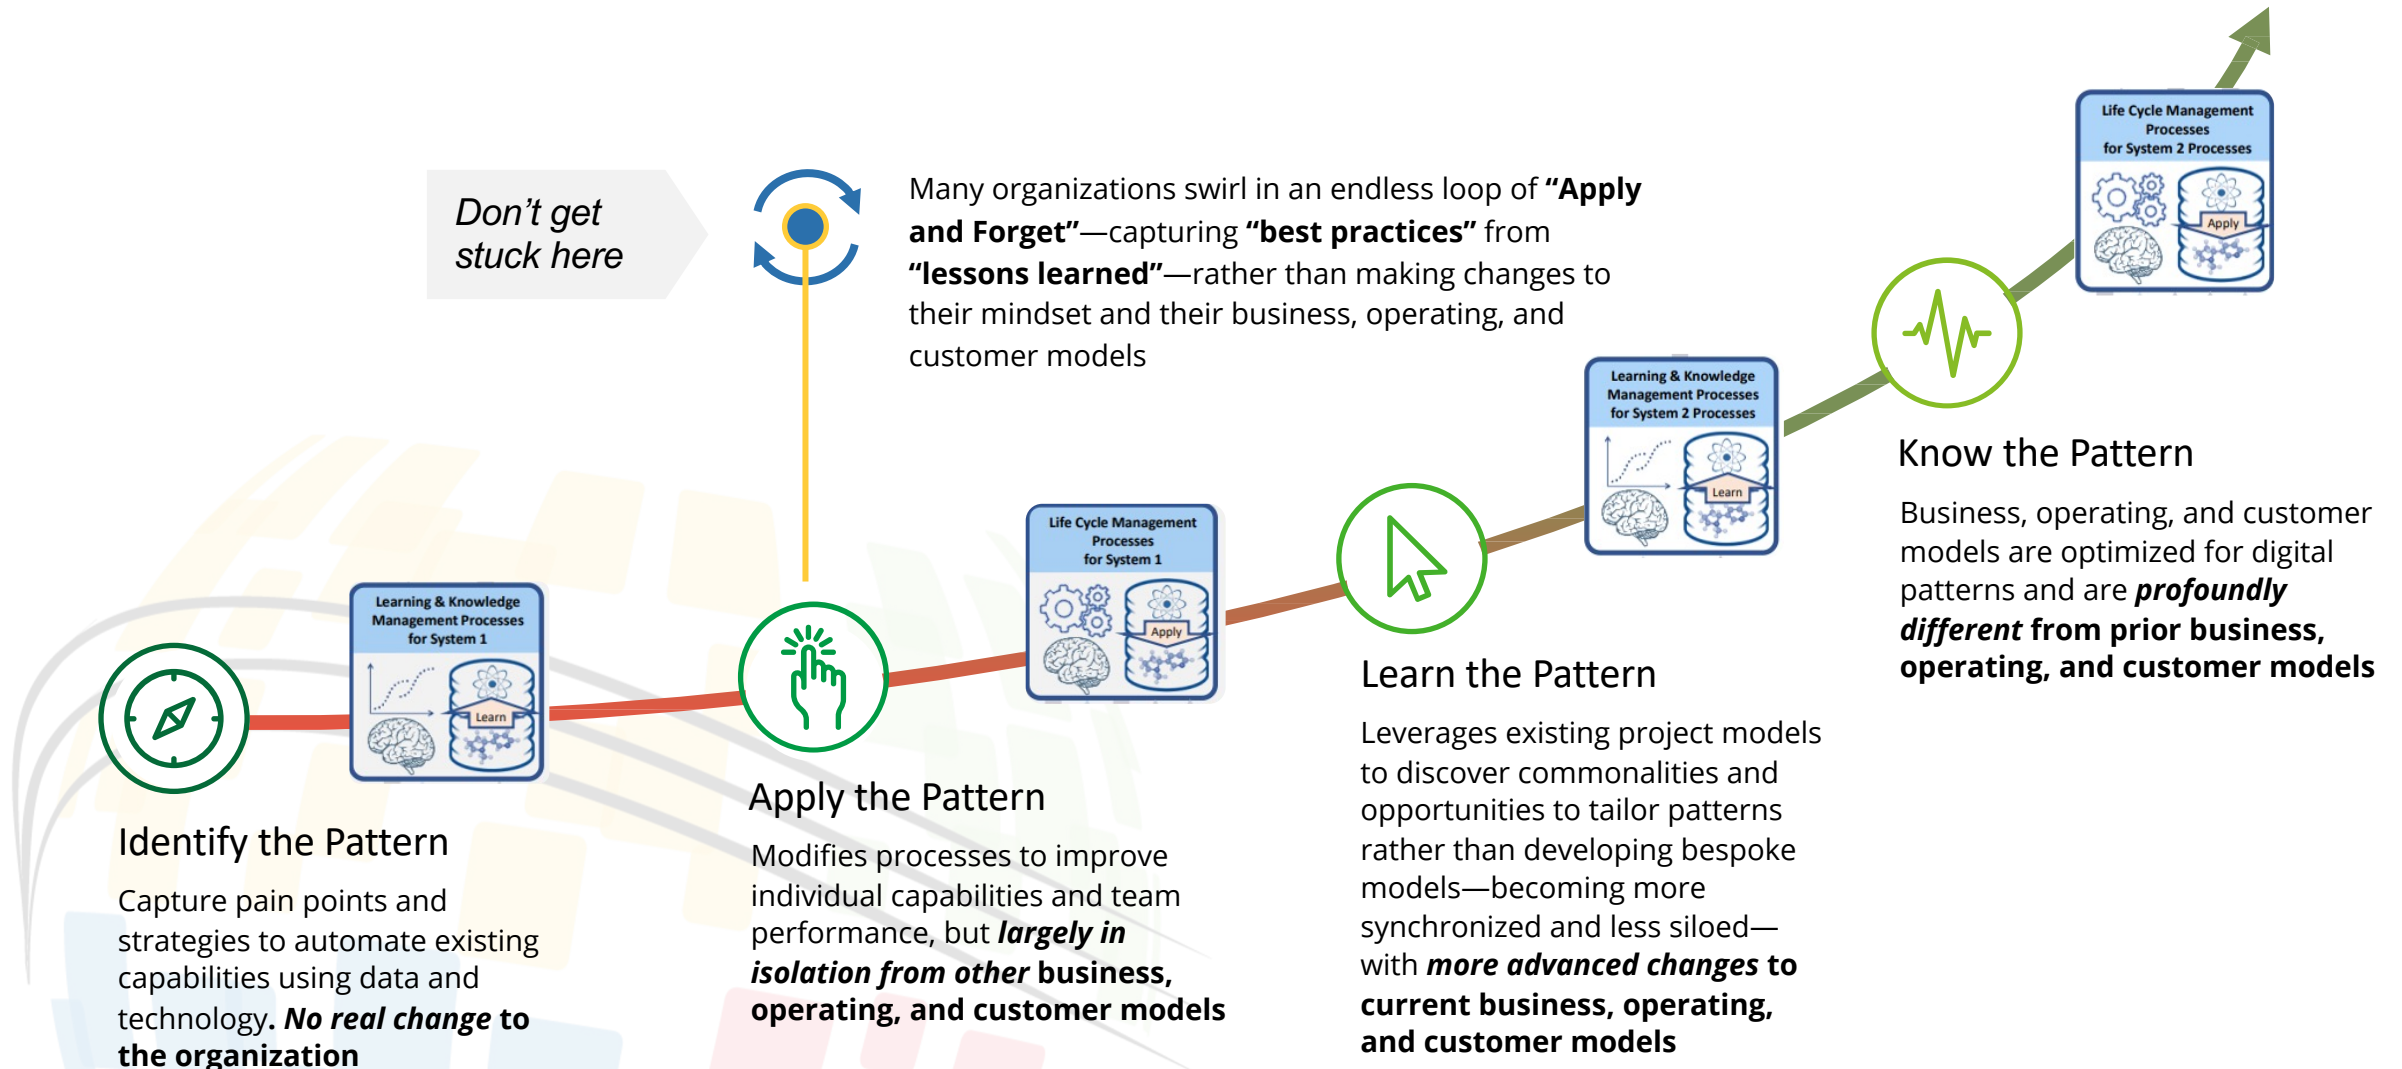 Don’t get
stuck here
Many organizations swirl in an endless loop of “Apply
and Forget”—capturing “best practices” from
“lessons learned”—rather than making changes to
their mindset and their business, operating, and
customer models
Learning & Knowledge
Management Processes
for System 1
Learn
Identify the Pattern
Capture pain points and
strategies to automate existing
capabilities using data and
technology. No real change to
the organization
Apply the Pattern
Modifies processes to improve
individual capabilities and team
performance, but largely in
isolation from other business,
operating, and customer models
Life Cycle Management
Processes
for System 1
Apply
Learn the Pattern
Leverages existing project models
to discover commonalities and
opportunities to tailor patterns
rather than developing bespoke
models—becoming more
synchronized and less siloed—
with more advanced changes to
current business, operating,
and customer models
Learning & Knowledge
Management Processes
for System 2 Processes
Learn
Know the Pattern
Business, operating, and customer
models are optimized for digital
patterns and are profoundly
different from prior business,
operating, and customer models
Life Cycle Management
Processes
for System 2 Processes
Apply